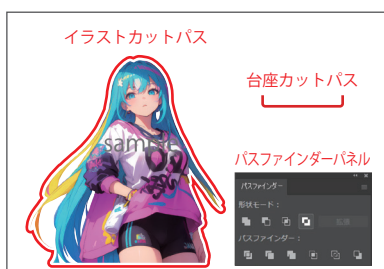 イラストカットパス
台座カットパス
sample
パスファインダーパネル
パスファインダー
形状モード：
拡張
パスファインダー：